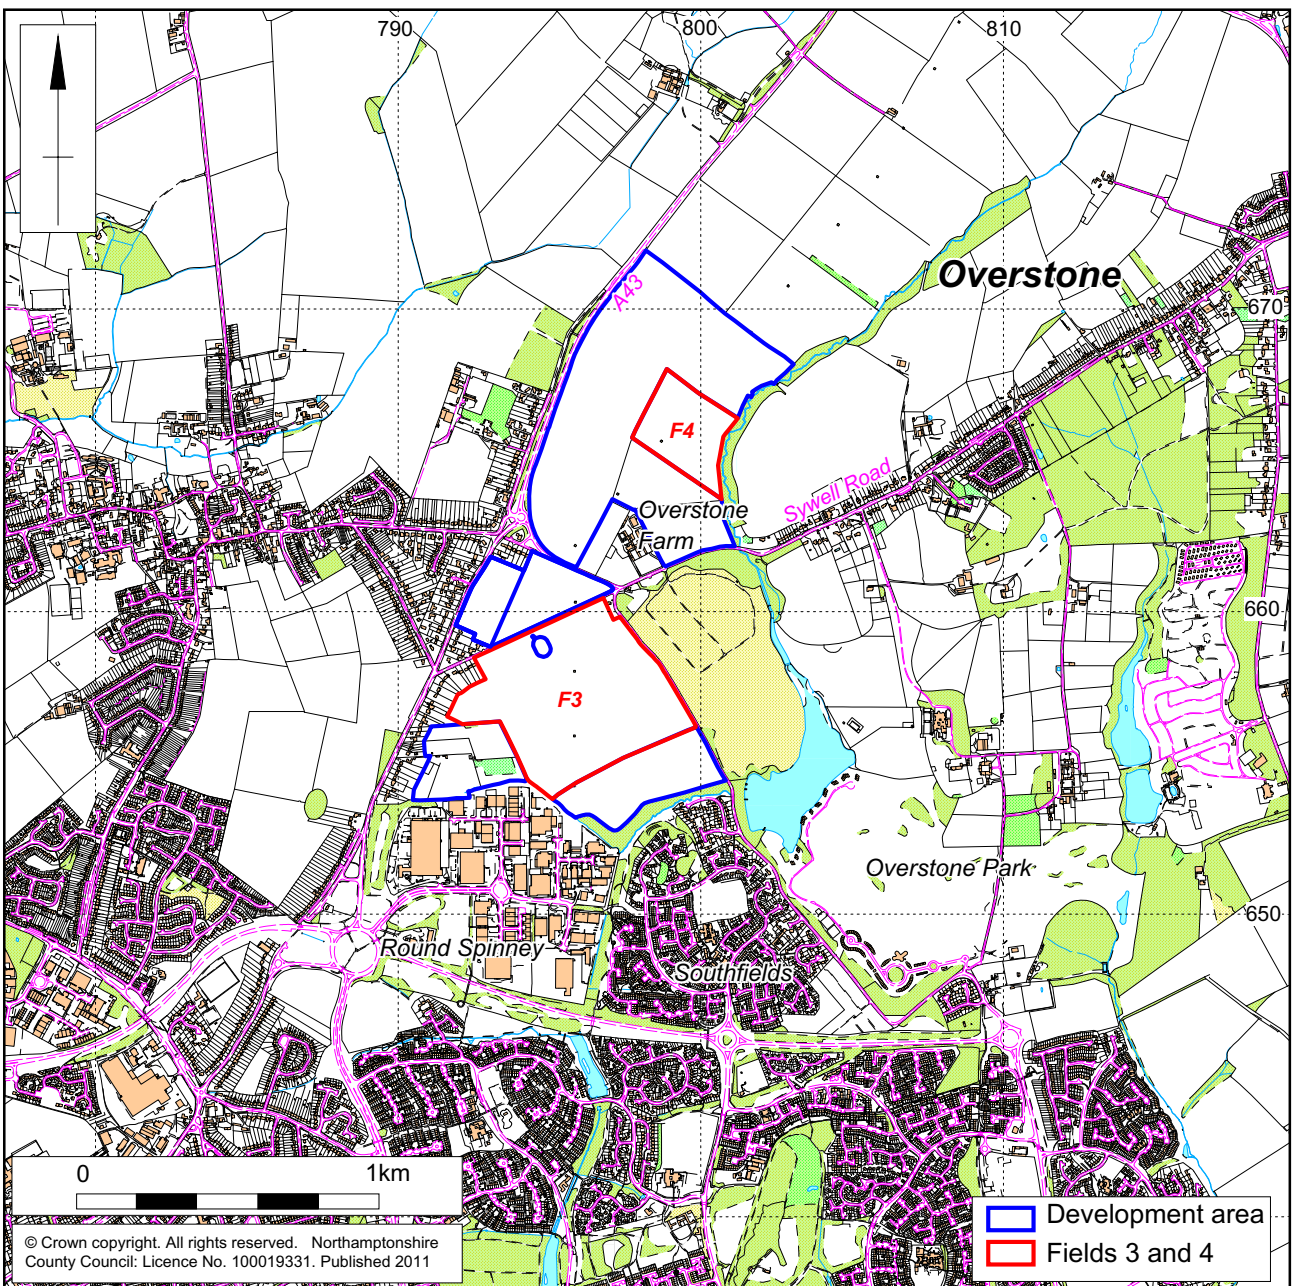 790
800
810
Overstone
670
A43
F4
Sywell Road
Overstone
Farm
660
F3
Overstone Park
650
Round Spinney
Southfields
0
1km
Development area
Fields 3 and 4
© Crown copyright. All rights reserved. Northamptonshire
County Council: Licence No. 100019331. Published 2011